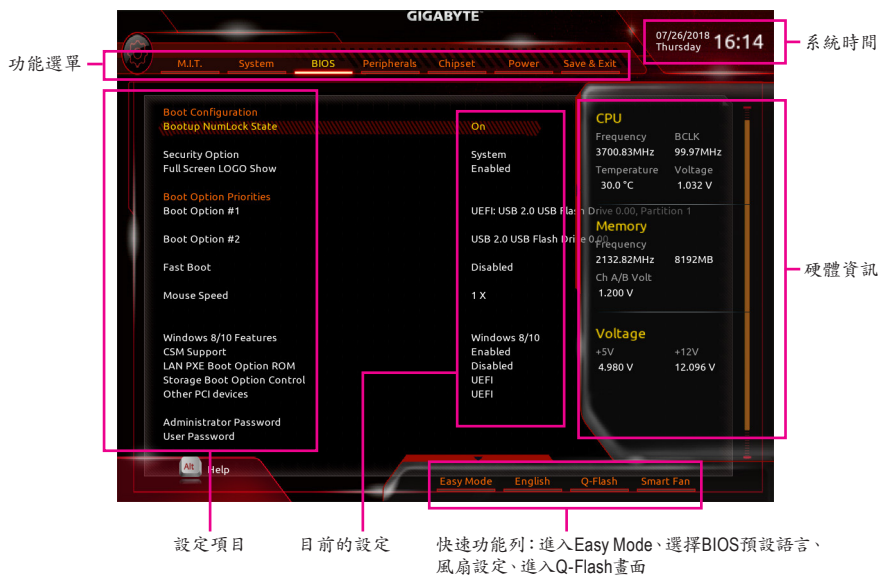 GIGABYTE
07/26/2018
Thursday 16:14
系統時間
功能選單
M.I.T. System BIOS Peripherals Chipset Power Save & Exit
Boot Configuration
Bootup NumLock State On
Security Option System
Full Screen LOGO Show Enabled
Boot Option Priorities
Boot Option #1 UEFI: USB 2.0 USB Flash Drive 0.00, Partition 1
Boot Option #2 USB 2.0 USB Flash Drive 0.00
Fast Boot Disabled
Mouse Speed 1 X
Windows 8/10 Features Windows 8/10
CSM Support Enabled
LAN PXE Boot Option ROM Disabled
Storage Boot Option Control UEFI
Other PCI devices UEFI
Administrator Password
User Password
CPU
Frequency BCLK
3700.83MHz 99.97MHz
Temperature Voltage
30.0 °C 1.032 V
Memory
Frequency
2132.82MHz 8192MB
Ch A/B Volt
1.200 V
Voltage
+5V +12V
4.980 V 12.096 V
硬體資訊
Alt Help
Easy Mode English Q-Flash Smart Fan
設定項目
目前的設定
快速功能列：進入Easy Mode、選擇BIOS預設語言、
風扇設定、進入Q-Flash畫面